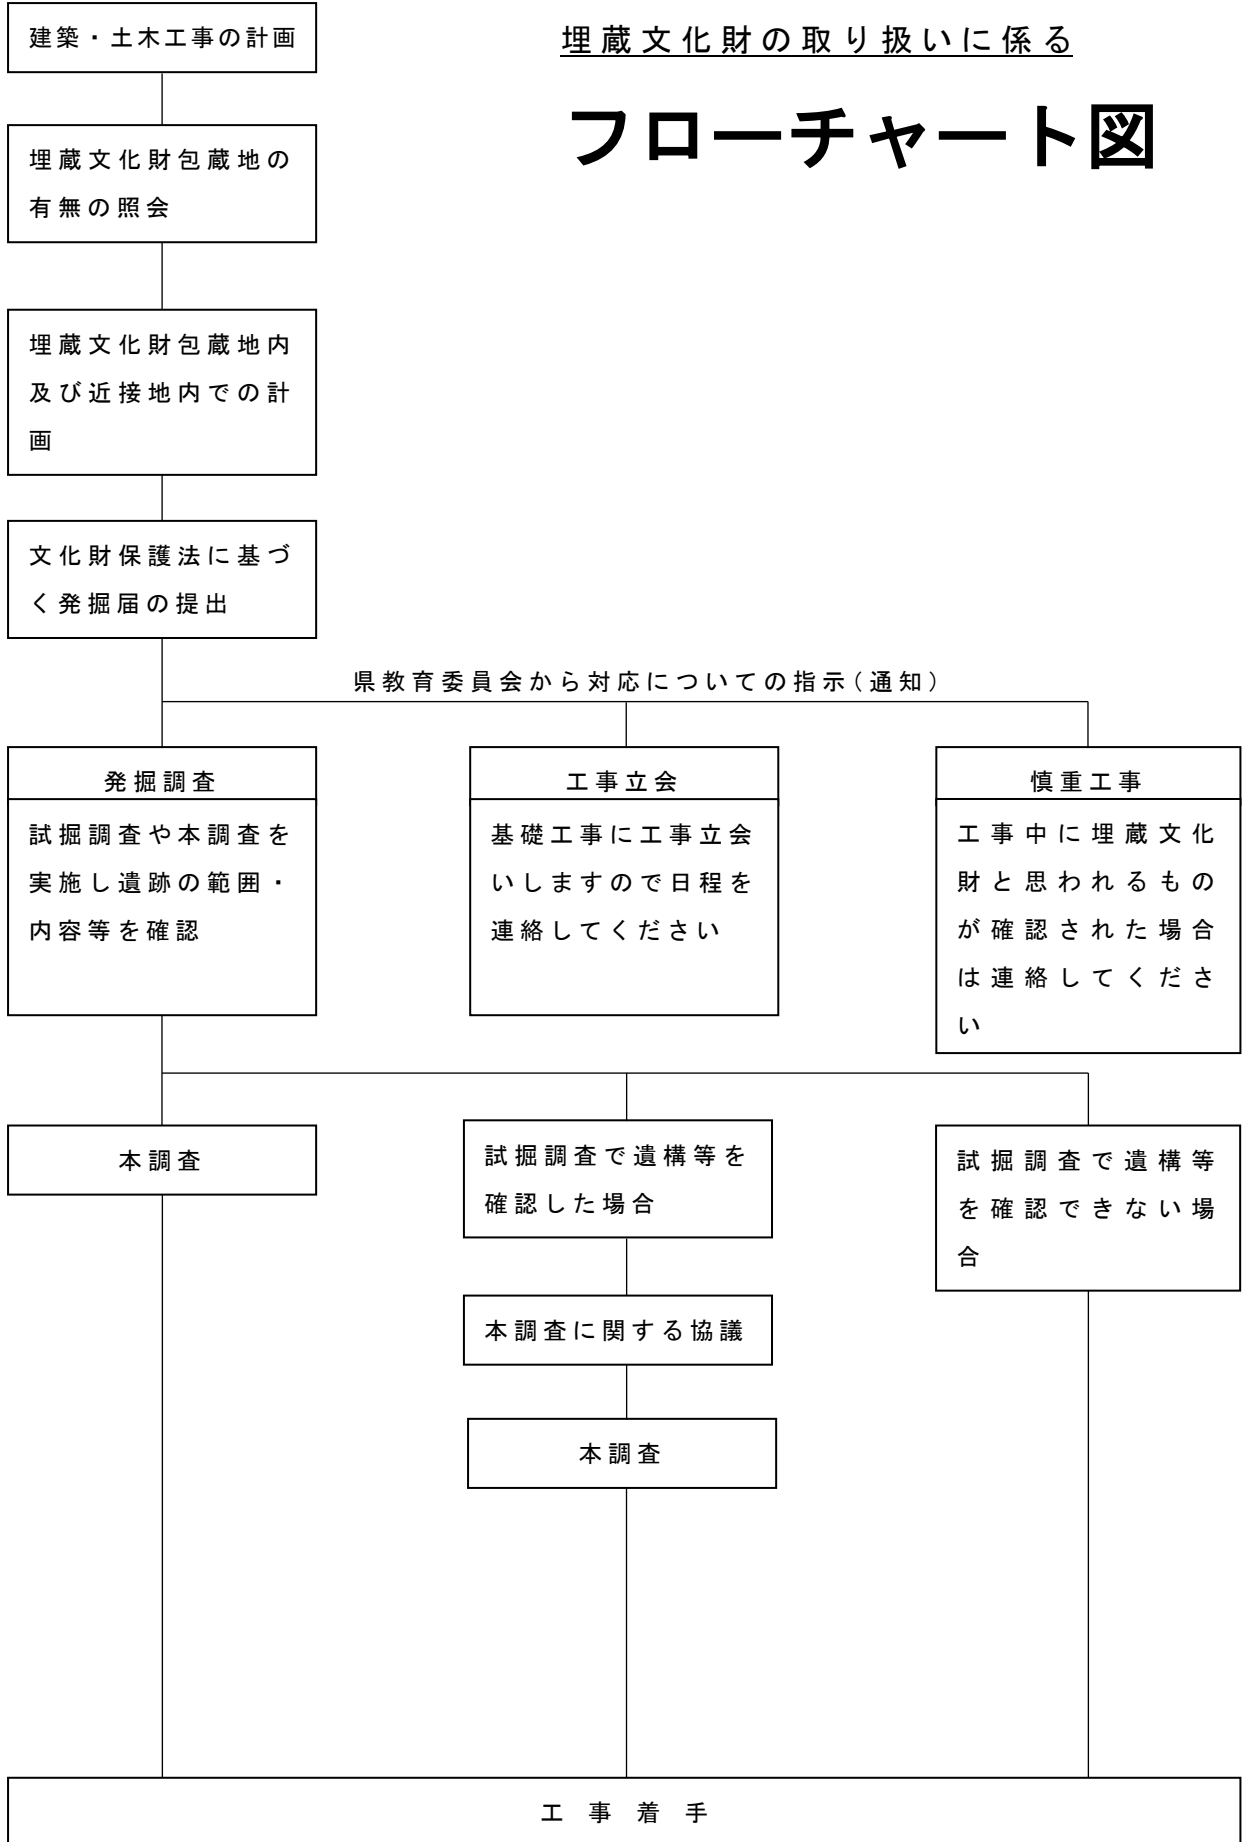 建築・土木工事の計画
埋蔵文化財の取り扱いに係る
フローチャート図
埋蔵文化財包蔵地の
有無の照会
埋蔵文化財包蔵地内
及び近接地内での計
画
文化財保護法に基づ
く発掘届の提出
県教育委員会から対応についての指示(通知)
発掘調査
試掘調査や本調査を
実施し遺跡の範囲・
内容等を確認
工事立会
基礎工事に工事立会
いしますので日程を
連絡してください
慎重工事
工事中に埋蔵文化
財と思われるもの
が確認された場合
は連絡してくださ
い
本調査
試掘調査で遺構等を
確認した場合
本調査に関する協議
本調査
試掘調査で遺構等
を確認できない場
合
工事着手